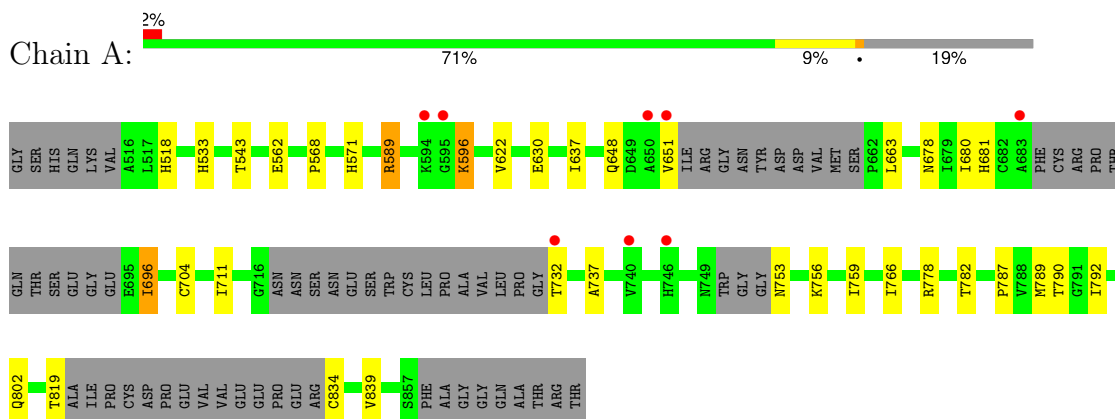 2%
Chain A:
71% 9% • 19%
GLY SER HIS GLN LYS VAL A516 L517 H518 H533 T543 E562 P568 H571 R589 K594 G595 K596 V622 E630 I637 Q648 D649 A650 V651 ILE ARG GLY ASN TYR ASP ASP VAL MET SER P662 L663 N678 I679 I680 H681 C682 A683 PHE CYS ARG PRO THR
GLN THR SER GLU GLY GLU E695 I696 C704 I711 G716 ASN ASN SER ASN GLU SER TRP CYS LEU PRO ALA VAL LEU PRO GLY T732 A737 V740 H746 N749 TRP GLY GLY N753 K756 I759 I766 R778 T782 P787 V788 M789 T790 G791 I792
Q802 T819 ALA ILE PRO CYS ASP PRO GLU VAL VAL GLU GLU PRO GLU ARG C834 V839 S857 PHE ALA GLY GLY GLN ALA THR ARG THR